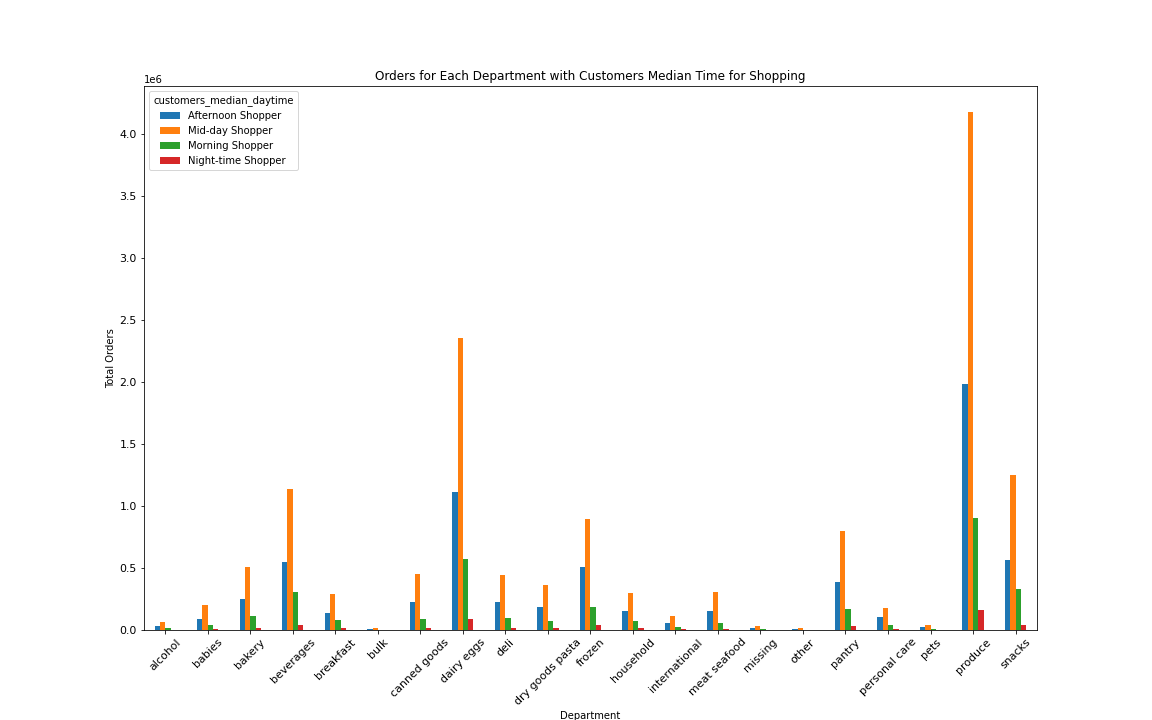 Orders for Each Department with Customers Median Time for Shopping
1e6
customers_median_daytime
Afternoon Shopper
Mid-day Shopper
Morning Shopper
Night-time Shopper
4.0
3.5
3.0
2.5
2.0
1.5
1.0
0.5
0.0
Total Orders
alcohol
babies
bakery
beverages
breakfast
bulk
canned goods
dairy eggs
deli
dry goods pasta
frozen
household
international
meat seafood
missing
other
pantry
personal care
pets
produce
snacks
Department